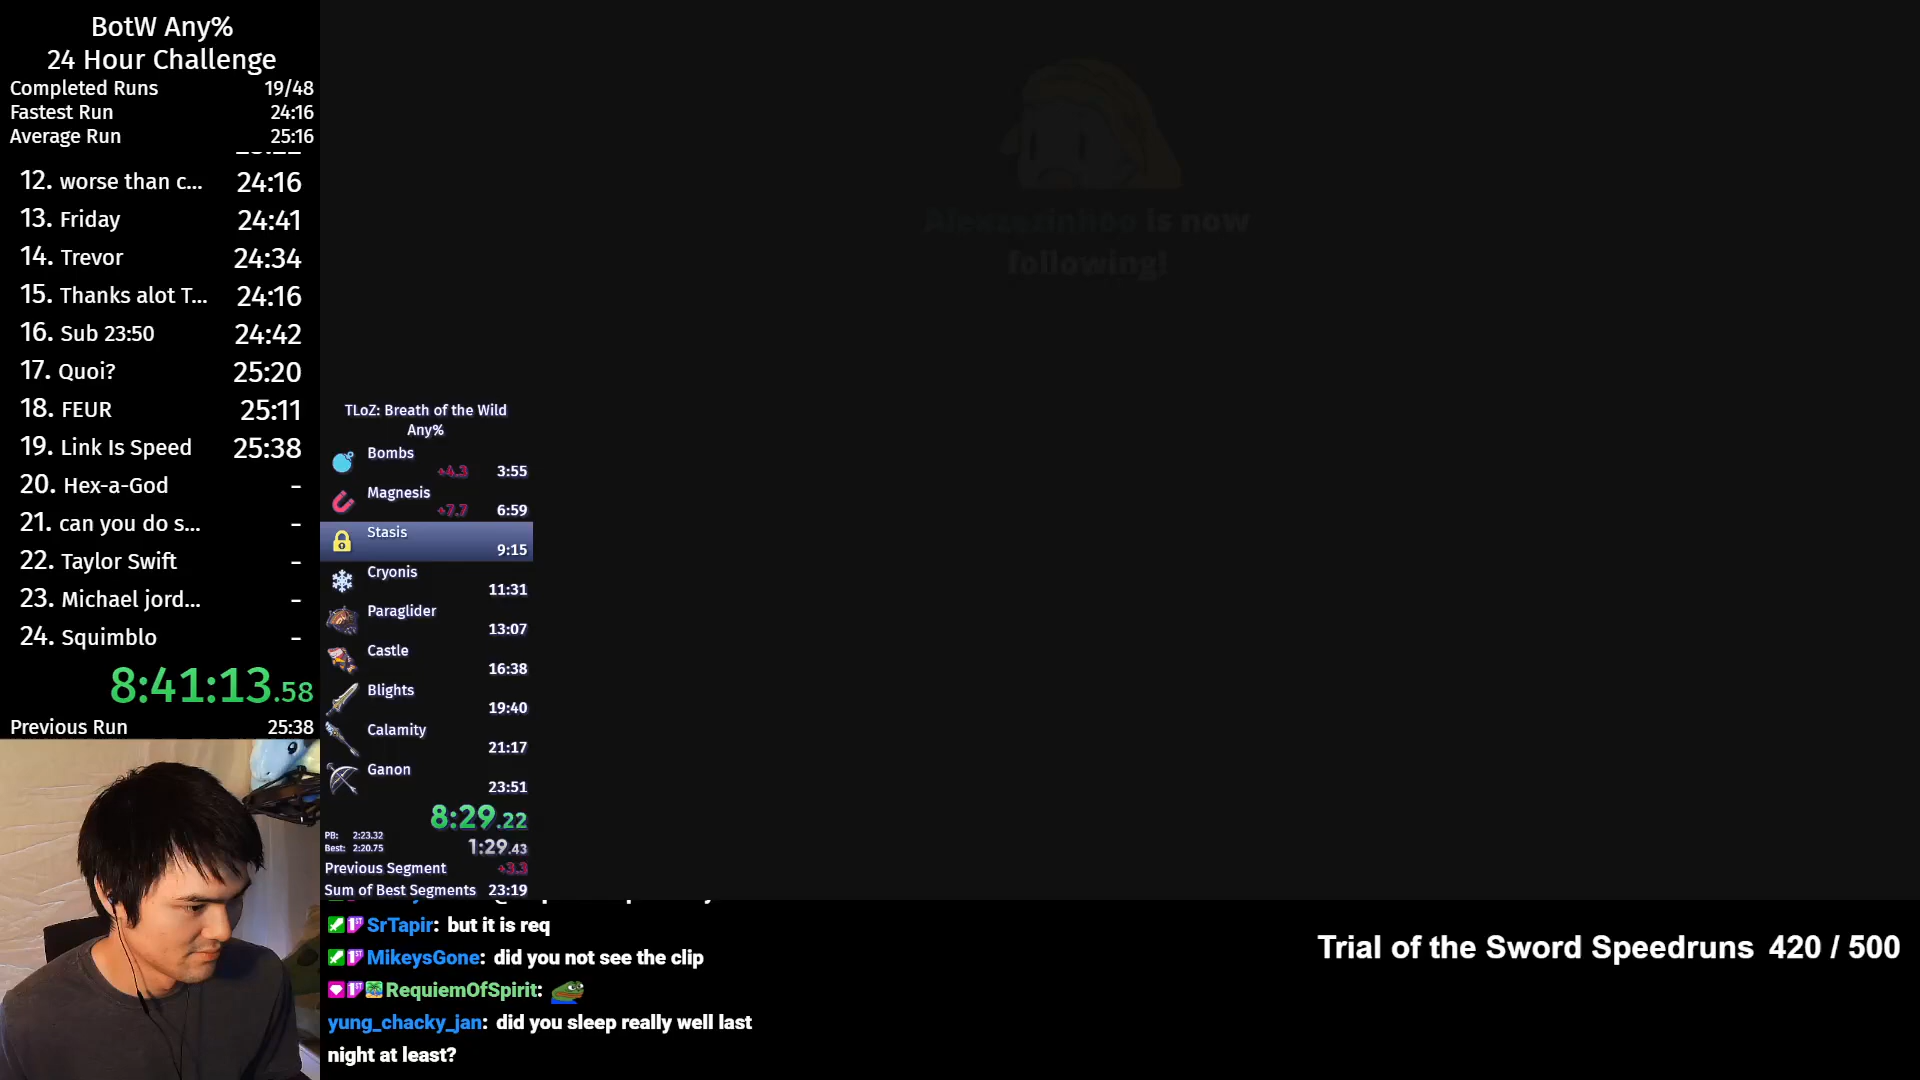 BotW Any%
24 Hour Challenge
Completed Runs 19/48
Fastest Run 24:16
Average Run 25:16
12. worse than c... 24:16
13. Friday 24:41
14. Trevor 24:34
15. Thanks alot T... 24:16
16. Sub 23:50 24:42
17. Quoi? 25:20
18. FEUR 25:11
19. Link Is Speed 25:38
20. Hex-a-God -
21. can you do s... -
22. Taylor Swift -
23. Michael jord... -
24. Squimblo -
8:41:13.58
Previous Run 25:38
is now
following!
TLoZ: Breath of the Wild
Any%
Bombs
+4.3 3:55
Magnesis
+7.7 6:59
Stasis
9:15
Cryonis
11:31
Paraglider
13:07
Castle
16:38
Blights
19:40
Calamity
21:17
Ganon
23:51
8:29.22
PB: 2:23.32
Best: 2:20.75
1:29.43
Previous Segment +3.3
Sum of Best Segments 23:19
SrTapir: but it is req
MikeysGone: did you not see the clip
RequiemOfSpirit:
yung_chacky_jan: did you sleep really well last
night at least?
Trial of the Sword Speedruns 420 / 500